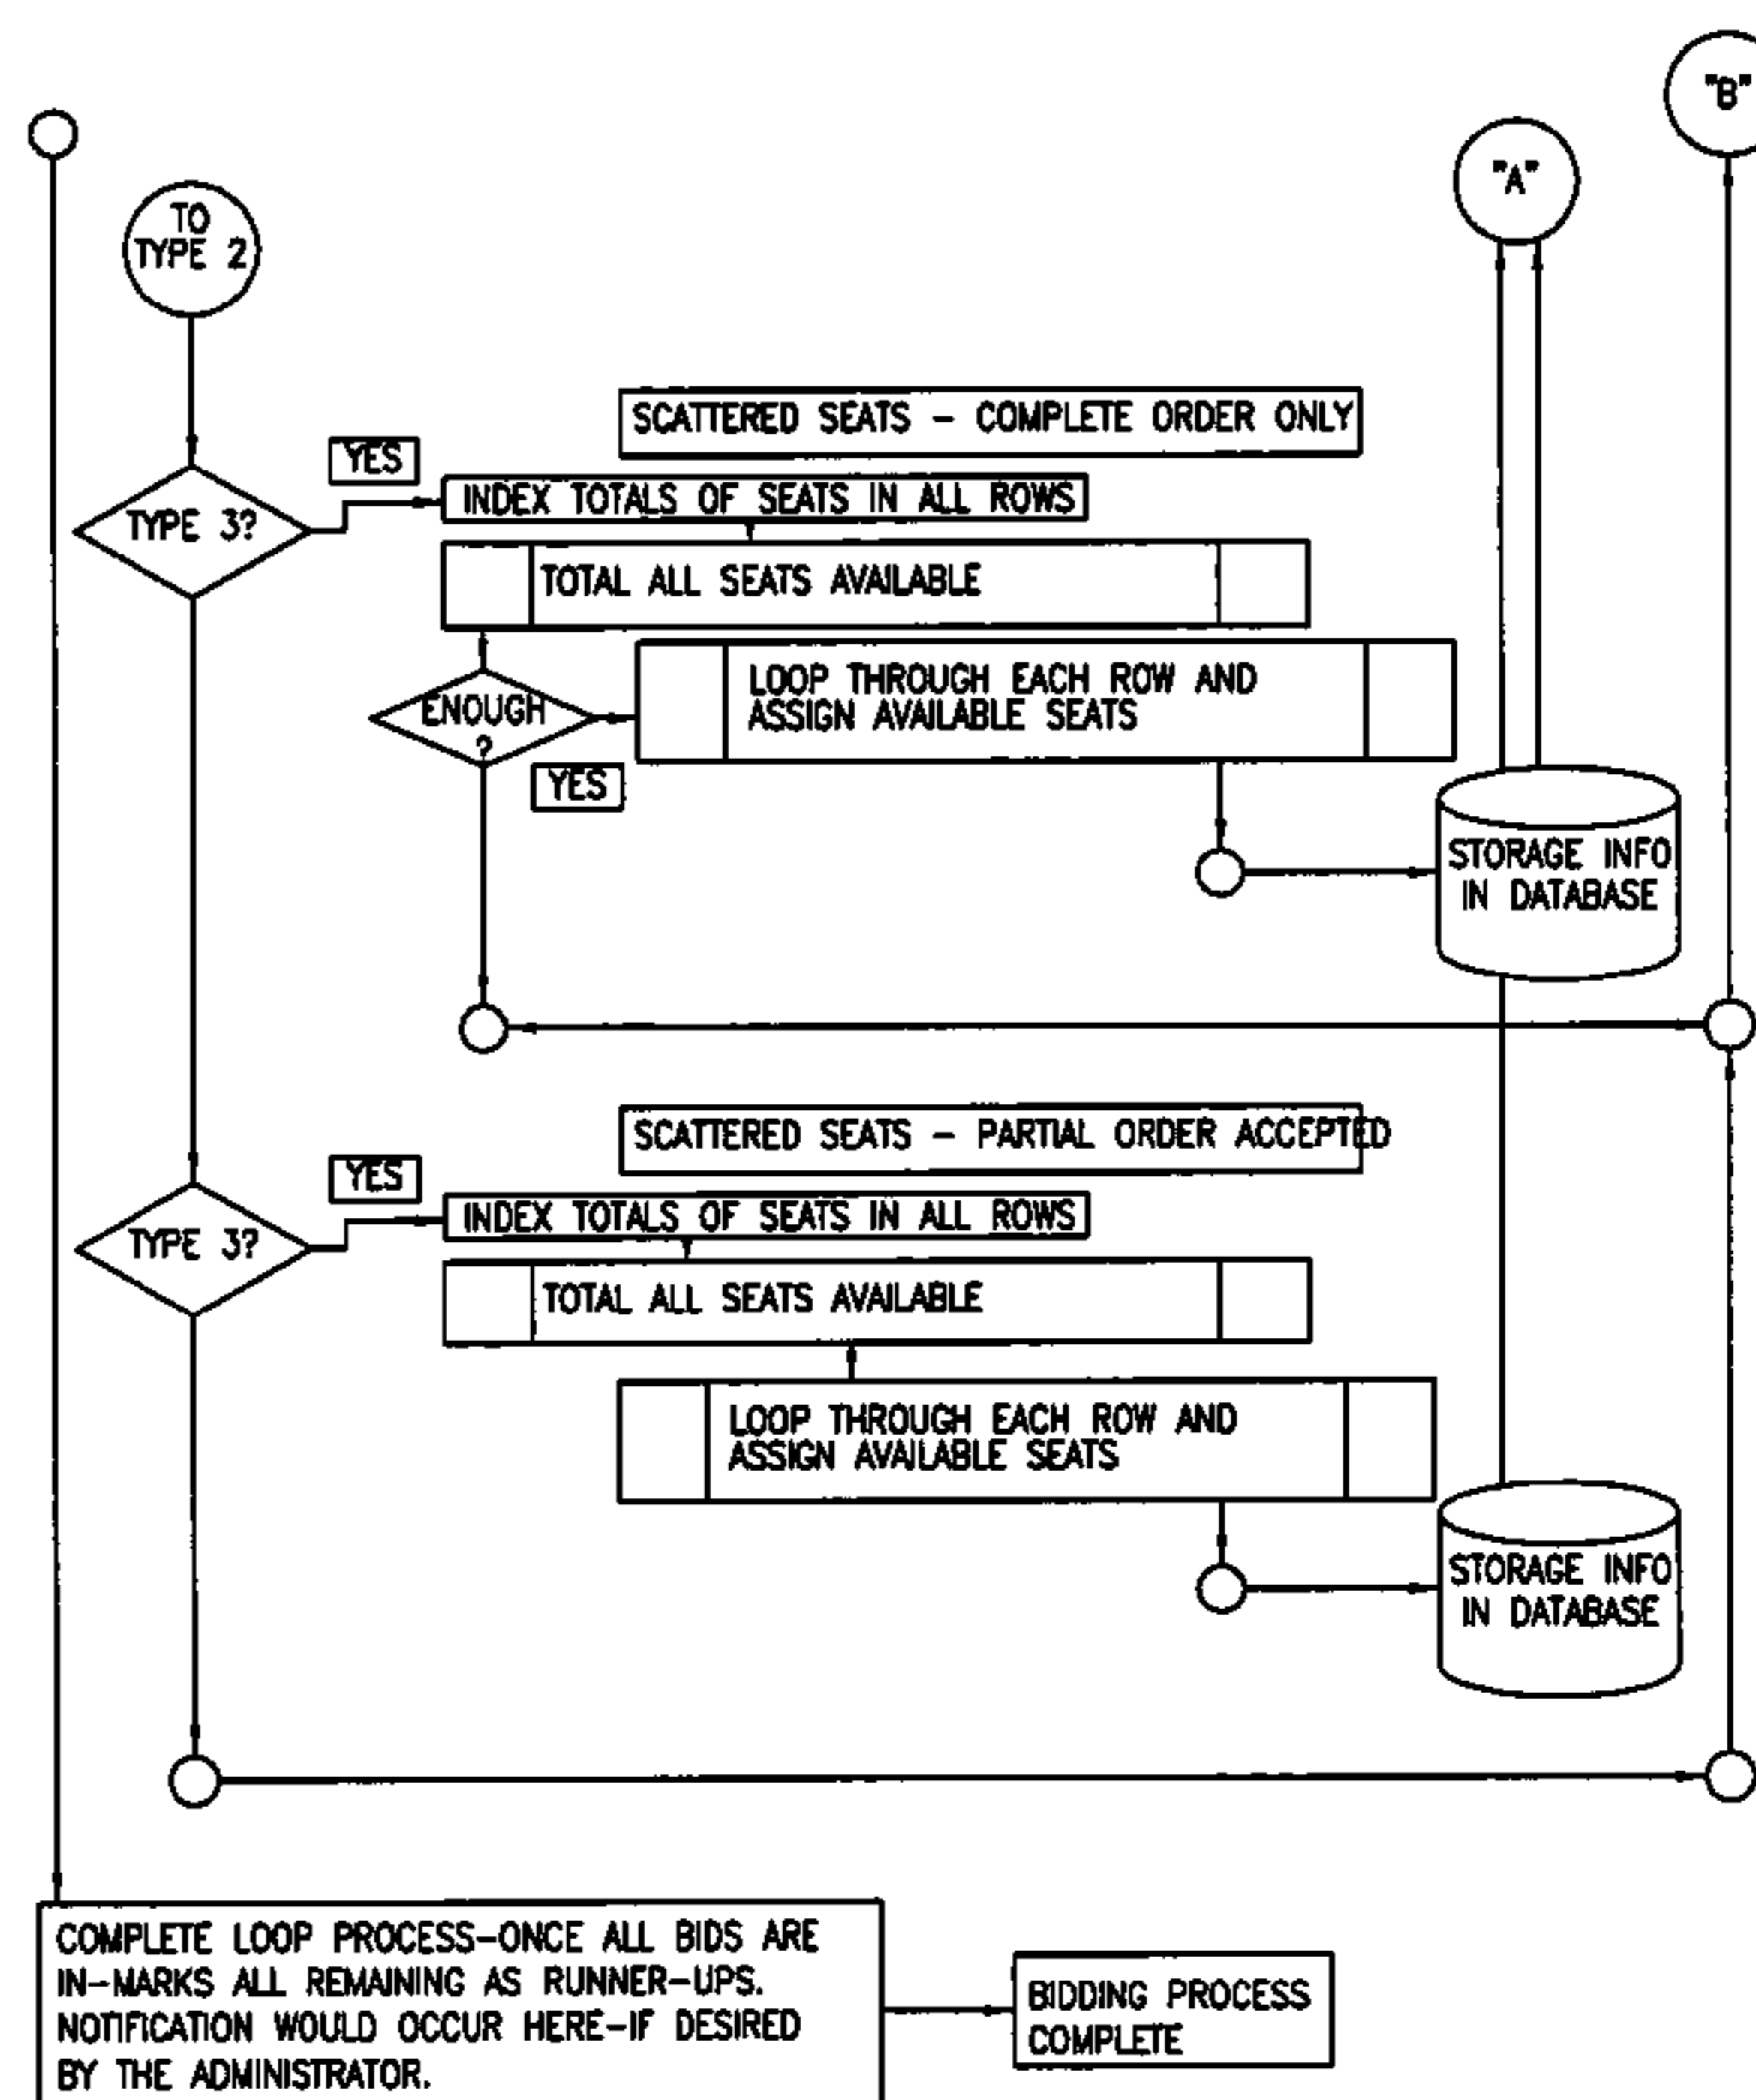 "B"
"A"
TO
TYPE 2
SCATTERED SEATS - COMPLETE ORDER ONLY
YES
INDEX TOTALS OF SEATS IN ALL ROWS
TYPE 3?
TOTAL ALL SEATS AVAILABLE
LOOP THROUGH EACH ROW AND
ASSIGN AVAILABLE SEATS
ENOUGH
?
YES
STORAGE INFO
IN DATABASE
SCATTERED SEATS - PARTIAL ORDER ACCEPTED
YES
INDEX TOTALS OF SEATS IN ALL ROWS
TYPE 3?
TOTAL ALL SEATS AVAILABLE
LOOP THROUGH EACH ROW AND
ASSIGN AVAILABLE SEATS
STORAGE INFO
IN DATABASE
COMPLETE LOOP PROCESS-ONCE ALL BIDS ARE
IN-MARKS ALL REMAINING AS RUNNER-UPS.
NOTIFICATION WOULD OCCUR HERE-IF DESIRED
BY THE ADMINISTRATOR.
BIDDING PROCESS
COMPLETE